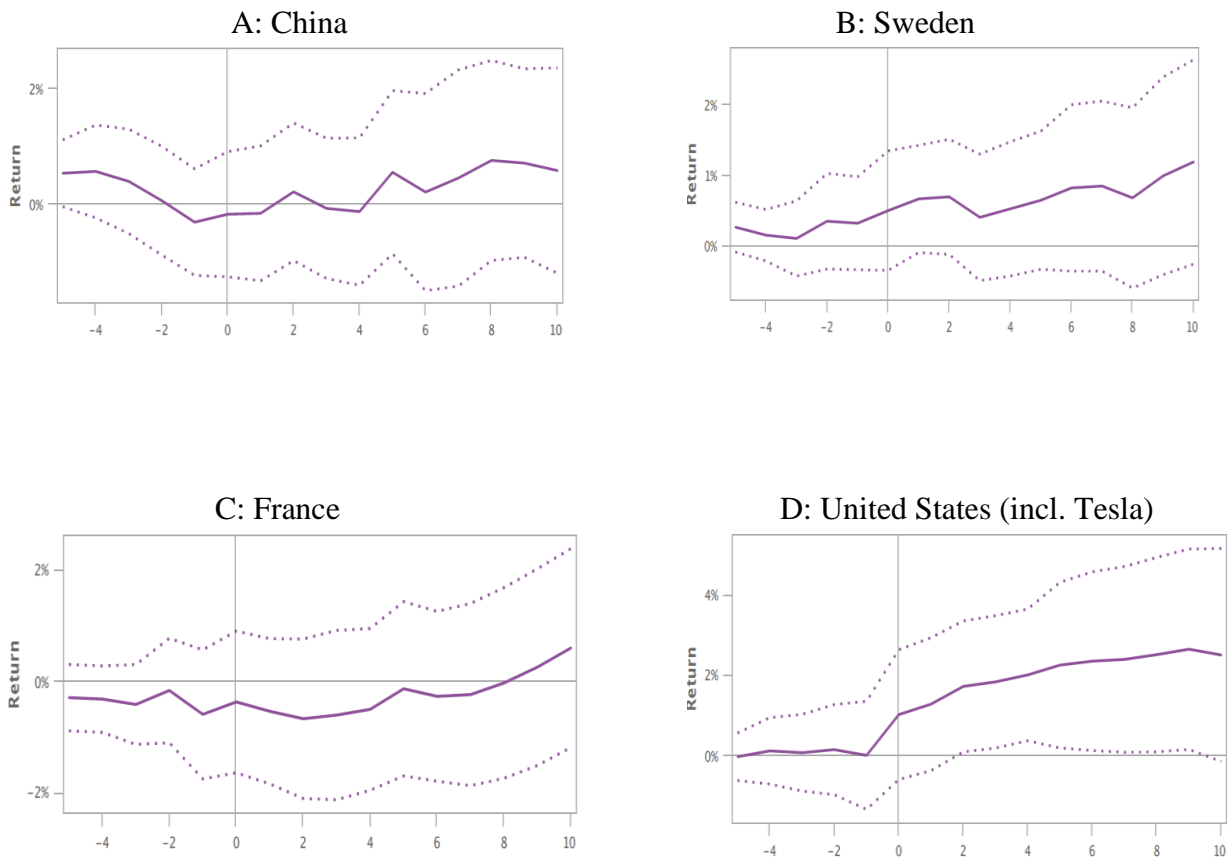 A: China
B: Sweden
Return
2%
0%
−4 −2 0 2 4 6 8 10
Return
2%
1%
0%
−4 −2 0 2 4 6 8 10
C: France
D: United States (incl. Tesla)
Return
2%
0%
−2%
−4 −2 0 2 4 6 8 10
Return
4%
2%
0%
−4 −2 0 2 4 6 8 10